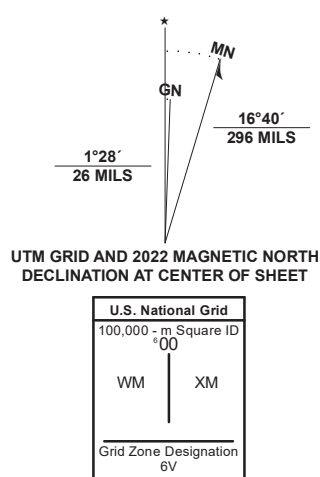 ★
MN
GN
16°40´
296 MILS
1°28´
26 MILS
UTM GRID AND 2022 MAGNETIC NORTH
DECLINATION AT CENTER OF SHEET
U.S. National Grid
100,000 - m Square ID
⁶00
WM XM
Grid Zone Designation
6V